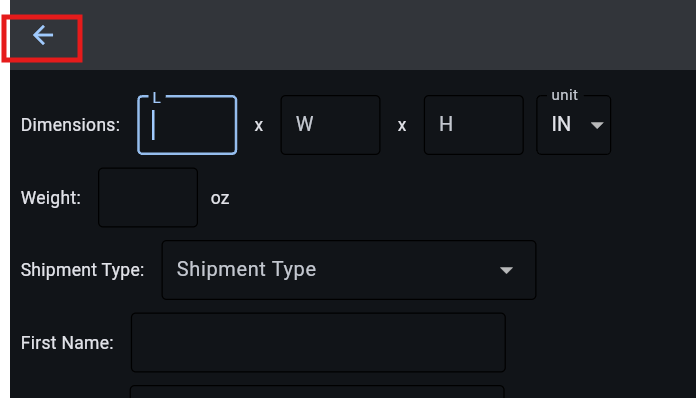 Dimensions: L x W x H unit IN
Weight: oz
Shipment Type: Shipment Type
First Name: